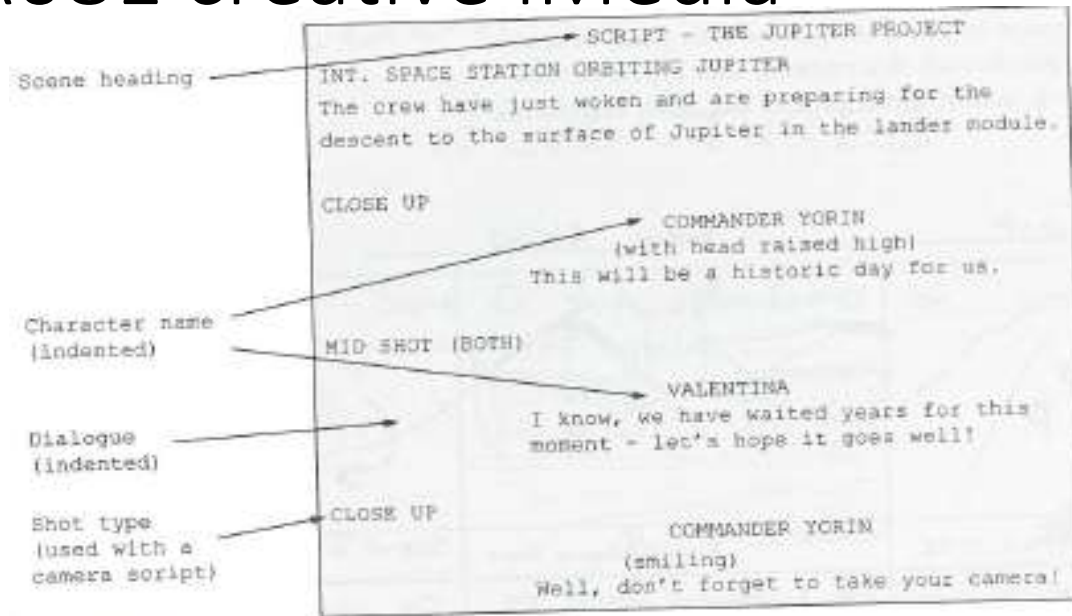 creative iMedia
SCRIPT - THE JUPITER PROJECT
Scene heading
INT. SPACE STATION ORBITING JUPITER
The crew have just woken and are preparing for the
descent to the surface of Jupiter in the lander module.
CLOSE UP
COMMANDER YORIN
(with head raised high)
This will be a historic day for us.
Character name
(indented)
MID SHOT (BOTH)
VALENTINA
I know, we have waited years for this
moment - let's hope it goes well!
Dialogue
(indented)
Shot type
(used with a
camera script)
CLOSE UP
COMMANDER YORIN
(smiling)
Well, don't forget to take your camera!